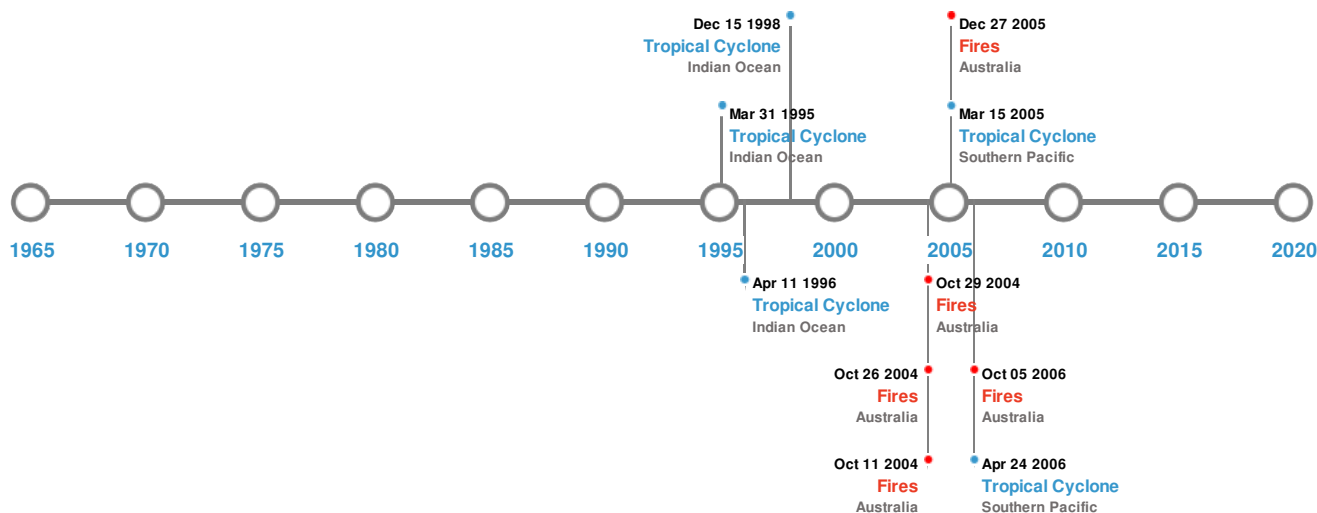 Dec 15 1998
Tropical Cyclone
Indian Ocean
Dec 27 2005
Fires
Australia
Mar 31 1995
Tropical Cyclone
Indian Ocean
Mar 15 2005
Tropical Cyclone
Southern Pacific
1965 1970 1975 1980 1985 1990 1995 2000 2005 2010 2015 2020
Apr 11 1996
Tropical Cyclone
Indian Ocean
Oct 29 2004
Fires
Australia
Oct 26 2004
Fires
Australia
Oct 05 2006
Fires
Australia
Oct 11 2004
Fires
Australia
Apr 24 2006
Tropical Cyclone
Southern Pacific